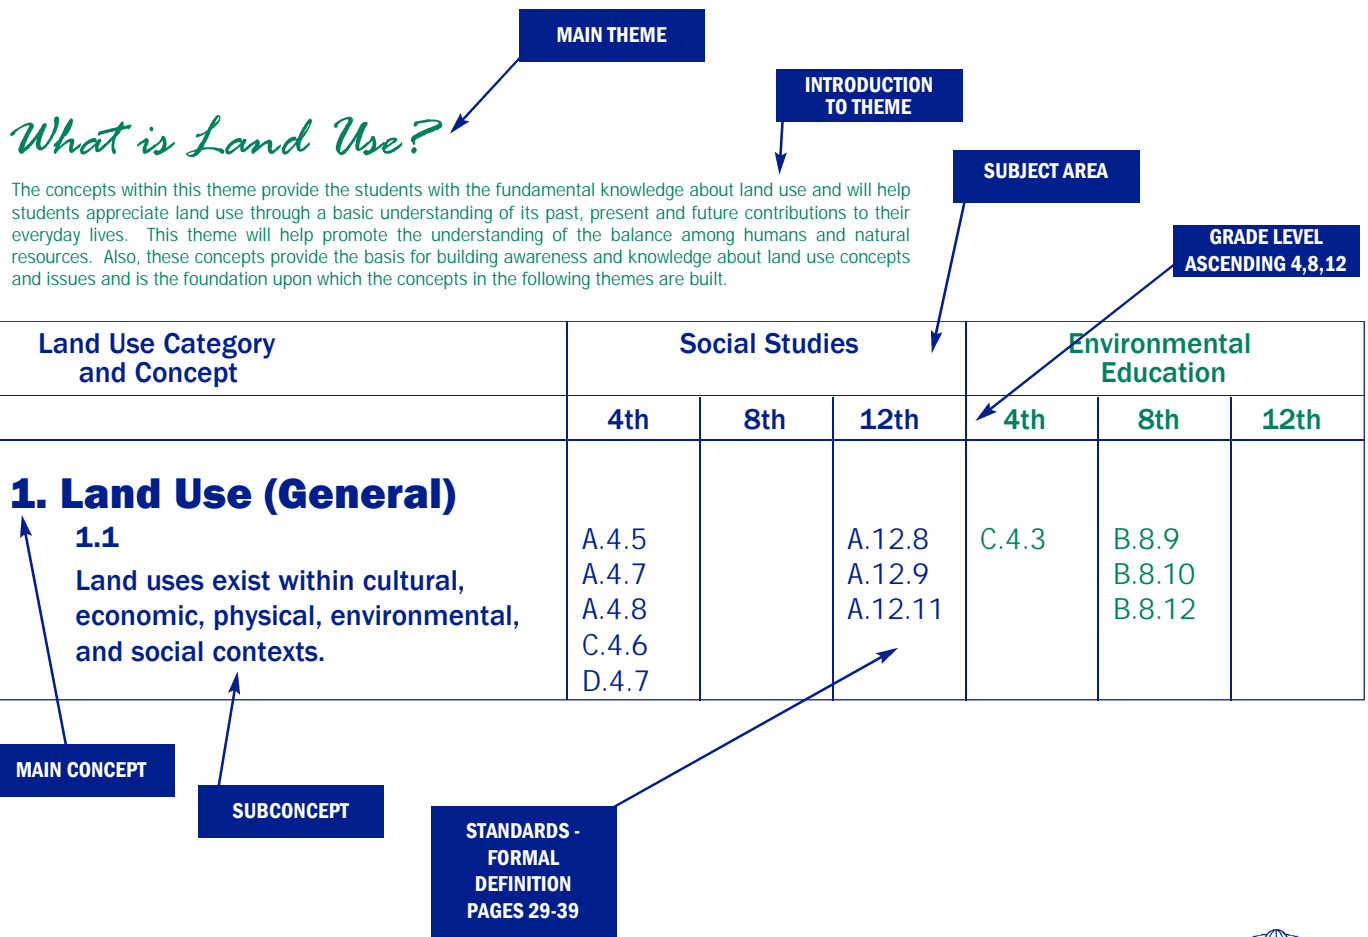 MAIN THEME
INTRODUCTION
TO THEME
What is Land Use?
SUBJECT AREA
The concepts within this theme provide the students with the fundamental knowledge about land use and will help
students appreciate land use through a basic understanding of its past, present and future contributions to their
everyday lives. This theme will help promote the understanding of the balance among humans and natural
resources. Also, these concepts provide the basis for building awareness and knowledge about land use concepts
and issues and is the foundation upon which the concepts in the following themes are built.
GRADE LEVEL
ASCENDING 4,8,12
Land Use Category
and Concept
Social Studies
Environmental
Education
4th 8th 12th 4th 8th 12th
1. Land Use (General)
1.1
Land uses exist within cultural,
economic, physical, environmental,
and social contexts.
A.4.5
A.4.7
A.4.8
C.4.6
D.4.7
A.12.8
A.12.9
A.12.11
C.4.3
B.8.9
B.8.10
B.8.12
MAIN CONCEPT
SUBCONCEPT
STANDARDS -
FORMAL
DEFINITION
PAGES 29-39